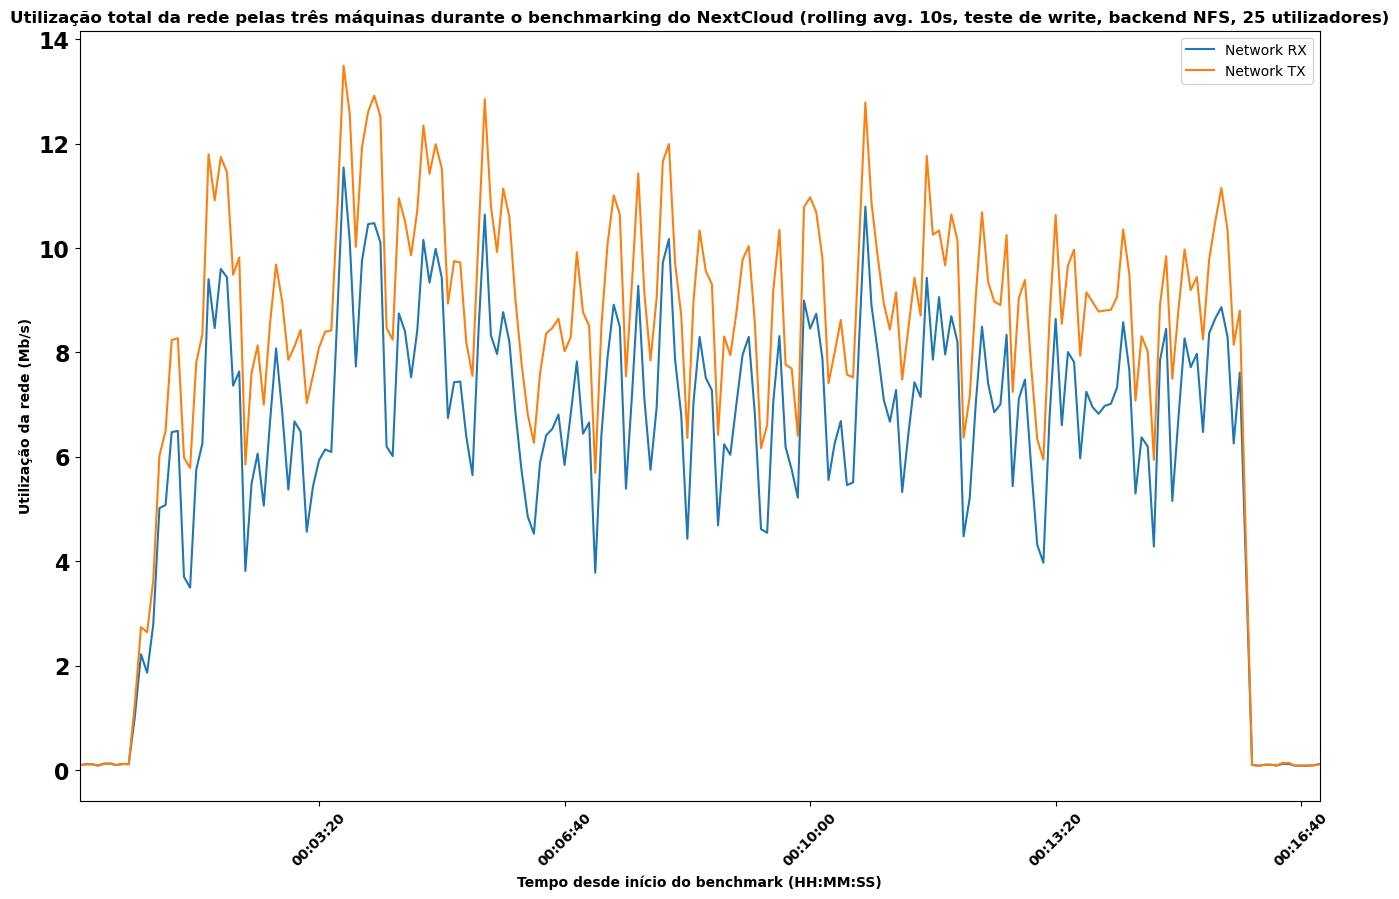 Utilização total da rede pelas três máquinas durante o benchmarking do NextCloud (rolling avg. 10s, teste de write, backend NFS, 25 utilizadores)
Network RX
Network TX
14
12
10
8
6
4
2
0
Utilização da rede (Mb/s)
00:03:20
00:06:40
00:10:00
00:13:20
00:16:40
Tempo desde início do benchmark (HH:MM:SS)